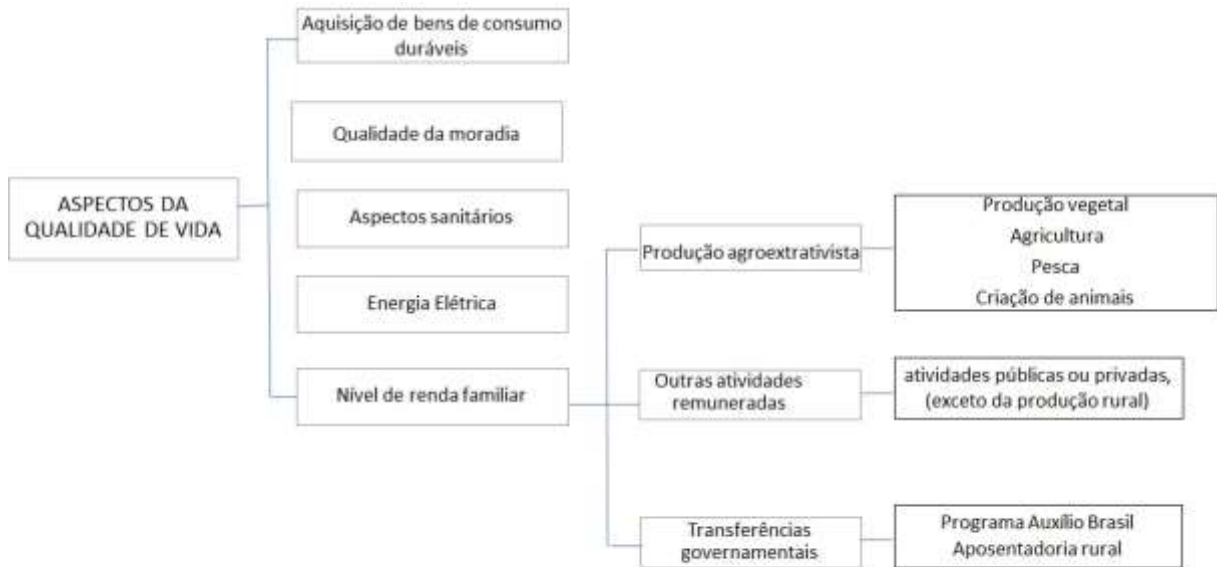 ASPECTOS DA
QUALIDADE DE VIDA
Aquisição de bens de consumo
duráveis
Qualidade da moradia
Aspectos sanitários
Energia Elétrica
Nível de renda familiar
Produção agroextrativista
Outras atividades
remuneradas
Transferências
governamentais
Produção vegetal
Agricultura
Pesca
Criação de animais
atividades públicas ou privadas,
(exceto da produção rural)
Programa Auxílio Brasil
Aposentadoria rural